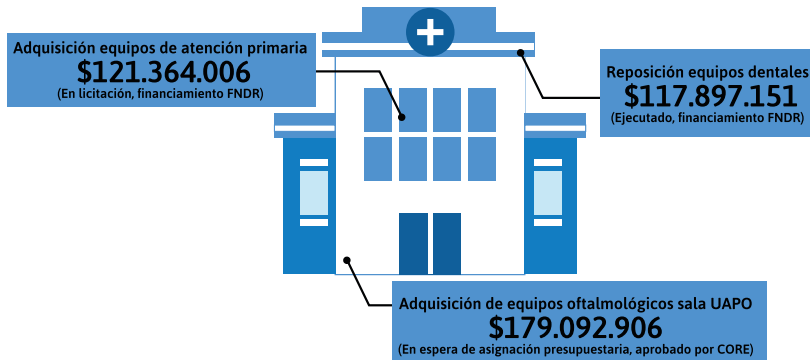 Adquisición equipos de atención primaria
$121.364.006
(En licitación, financiamiento FNDR)
Reposición equipos dentales
$117.897.151
(Ejecutado, financiamiento FNDR)
Adquisición de equipos oftalmológicos sala UAPO
$179.092.906
(En espera de asignación presupuestaria, aprobado por CORE)